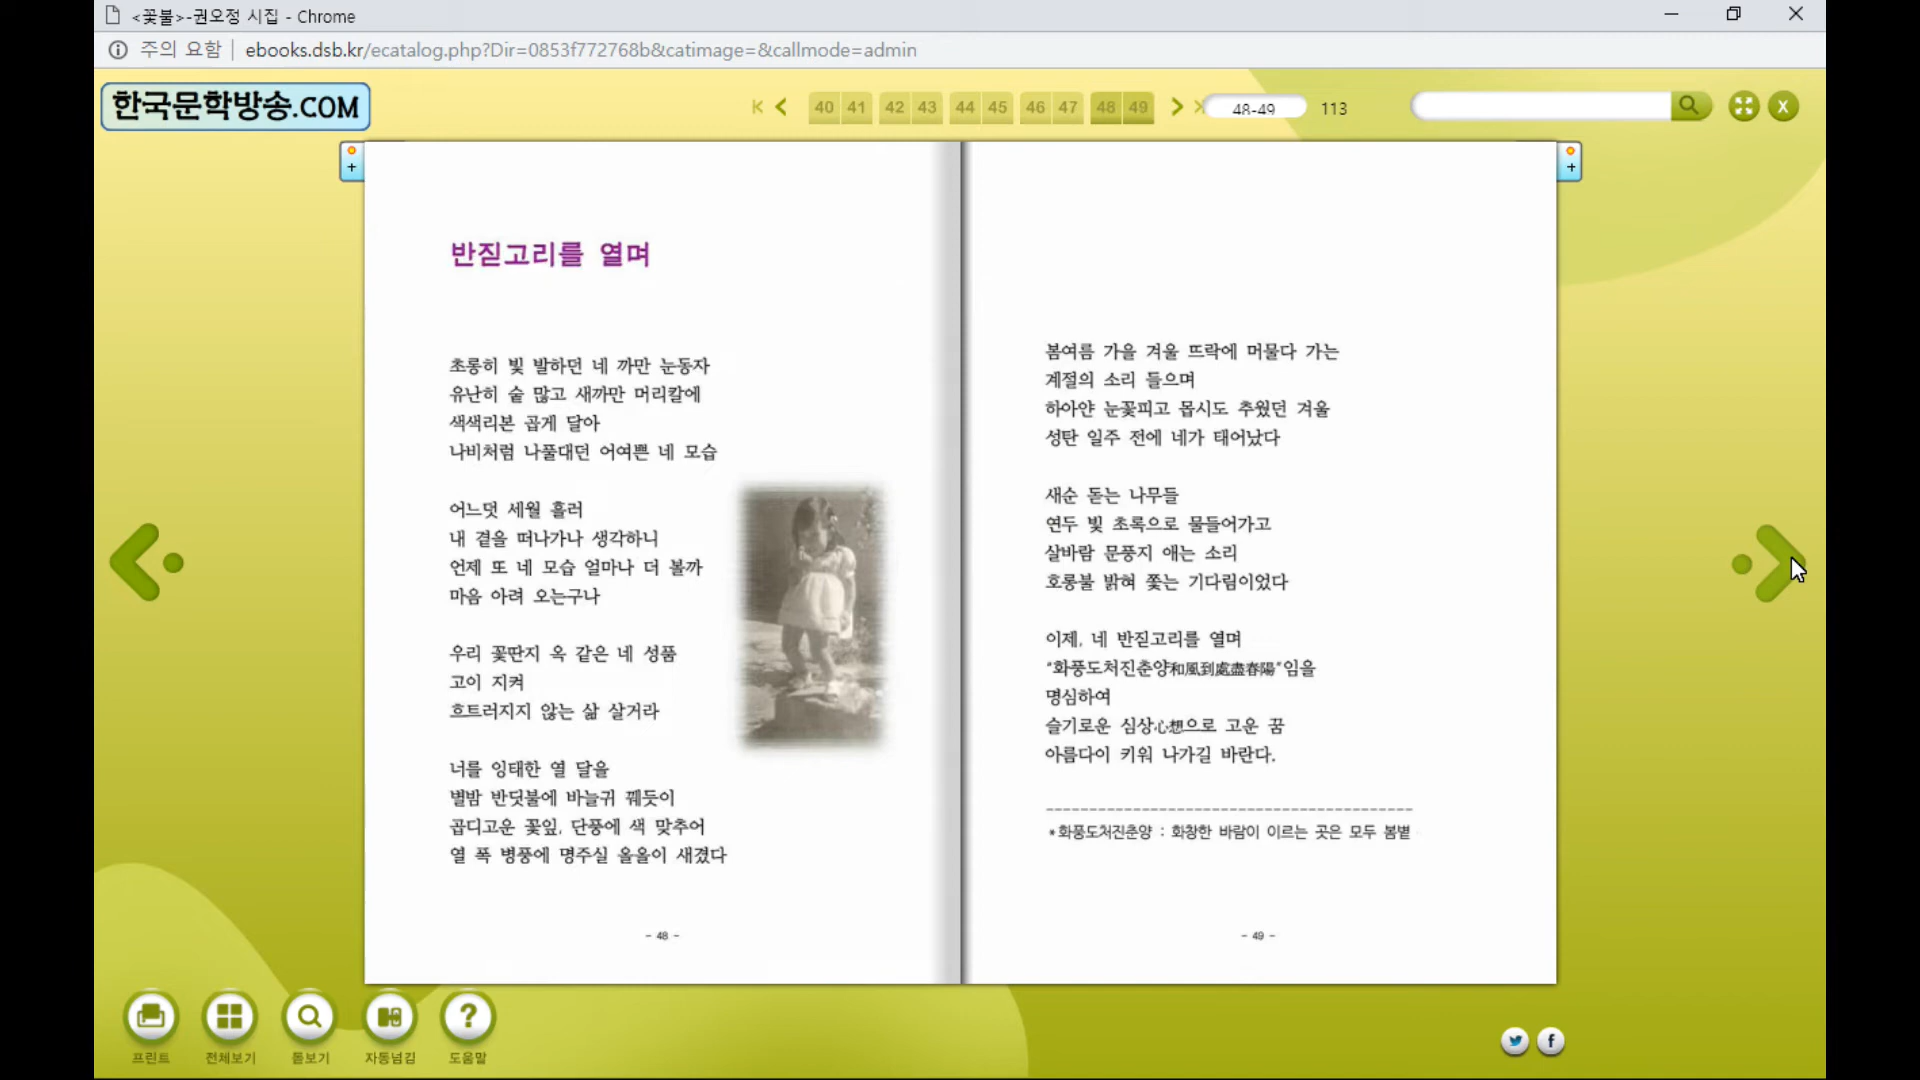 <꽃불>-권오정 시집 - Chrome
주의 요함 | ebooks.dsb.kr/ecatalog.php?Dir=0853f772768b&catimage=&callmode=admin
한국문학방송.COM
40 41 42 43 44 45 46 47 48 49 48-49 113
반짇고리를 열며
초롱히 빛 발하던 네 까만 눈동자
유난히 숱 많고 새까만 머리칼에
색색리본 곱게 달아
나비처럼 나풀대던 어여쁜 네 모습
어느덧 세월 흘러
내 곁을 떠나가나 생각하니
언제 또 네 모습 얼마나 더 볼까
마음 아려 오는구나
우리 꽃딴지 옥 같은 네 성품
고이 지켜
흐트러지지 않는 삶 살거라
너를 잉태한 열 달을
별밤 반딧불에 바늘귀 꿰듯이
곱디고운 꽃잎, 단풍에 색 맞추어
열 폭 병풍에 명주실 올올이 새겼다
- 48 -
봄여름 가을 겨울 뜨락에 머물다 가는
계절의 소리 들으며
하아얀 눈꽃피고 몹시도 추웠던 겨울
성탄 일주 전에 네가 태어났다
새순 돋는 나무들
연두 빛 초록으로 물들어가고
살바람 문풍지 애는 소리
호롱불 밝혀 쫓는 기다림이었다
이제, 네 반짇고리를 열며
"화풍도처진춘양和風到處盡春陽"임을
명심하여
슬기로운 심상心想으로 고운 꿈
아름다이 키워 나가길 바란다.
*화풍도처진춘양 : 화창한 바람이 이르는 곳은 모두 봄볕
- 49 -
프린트 전체보기 돋보기 자동넘김 도움말